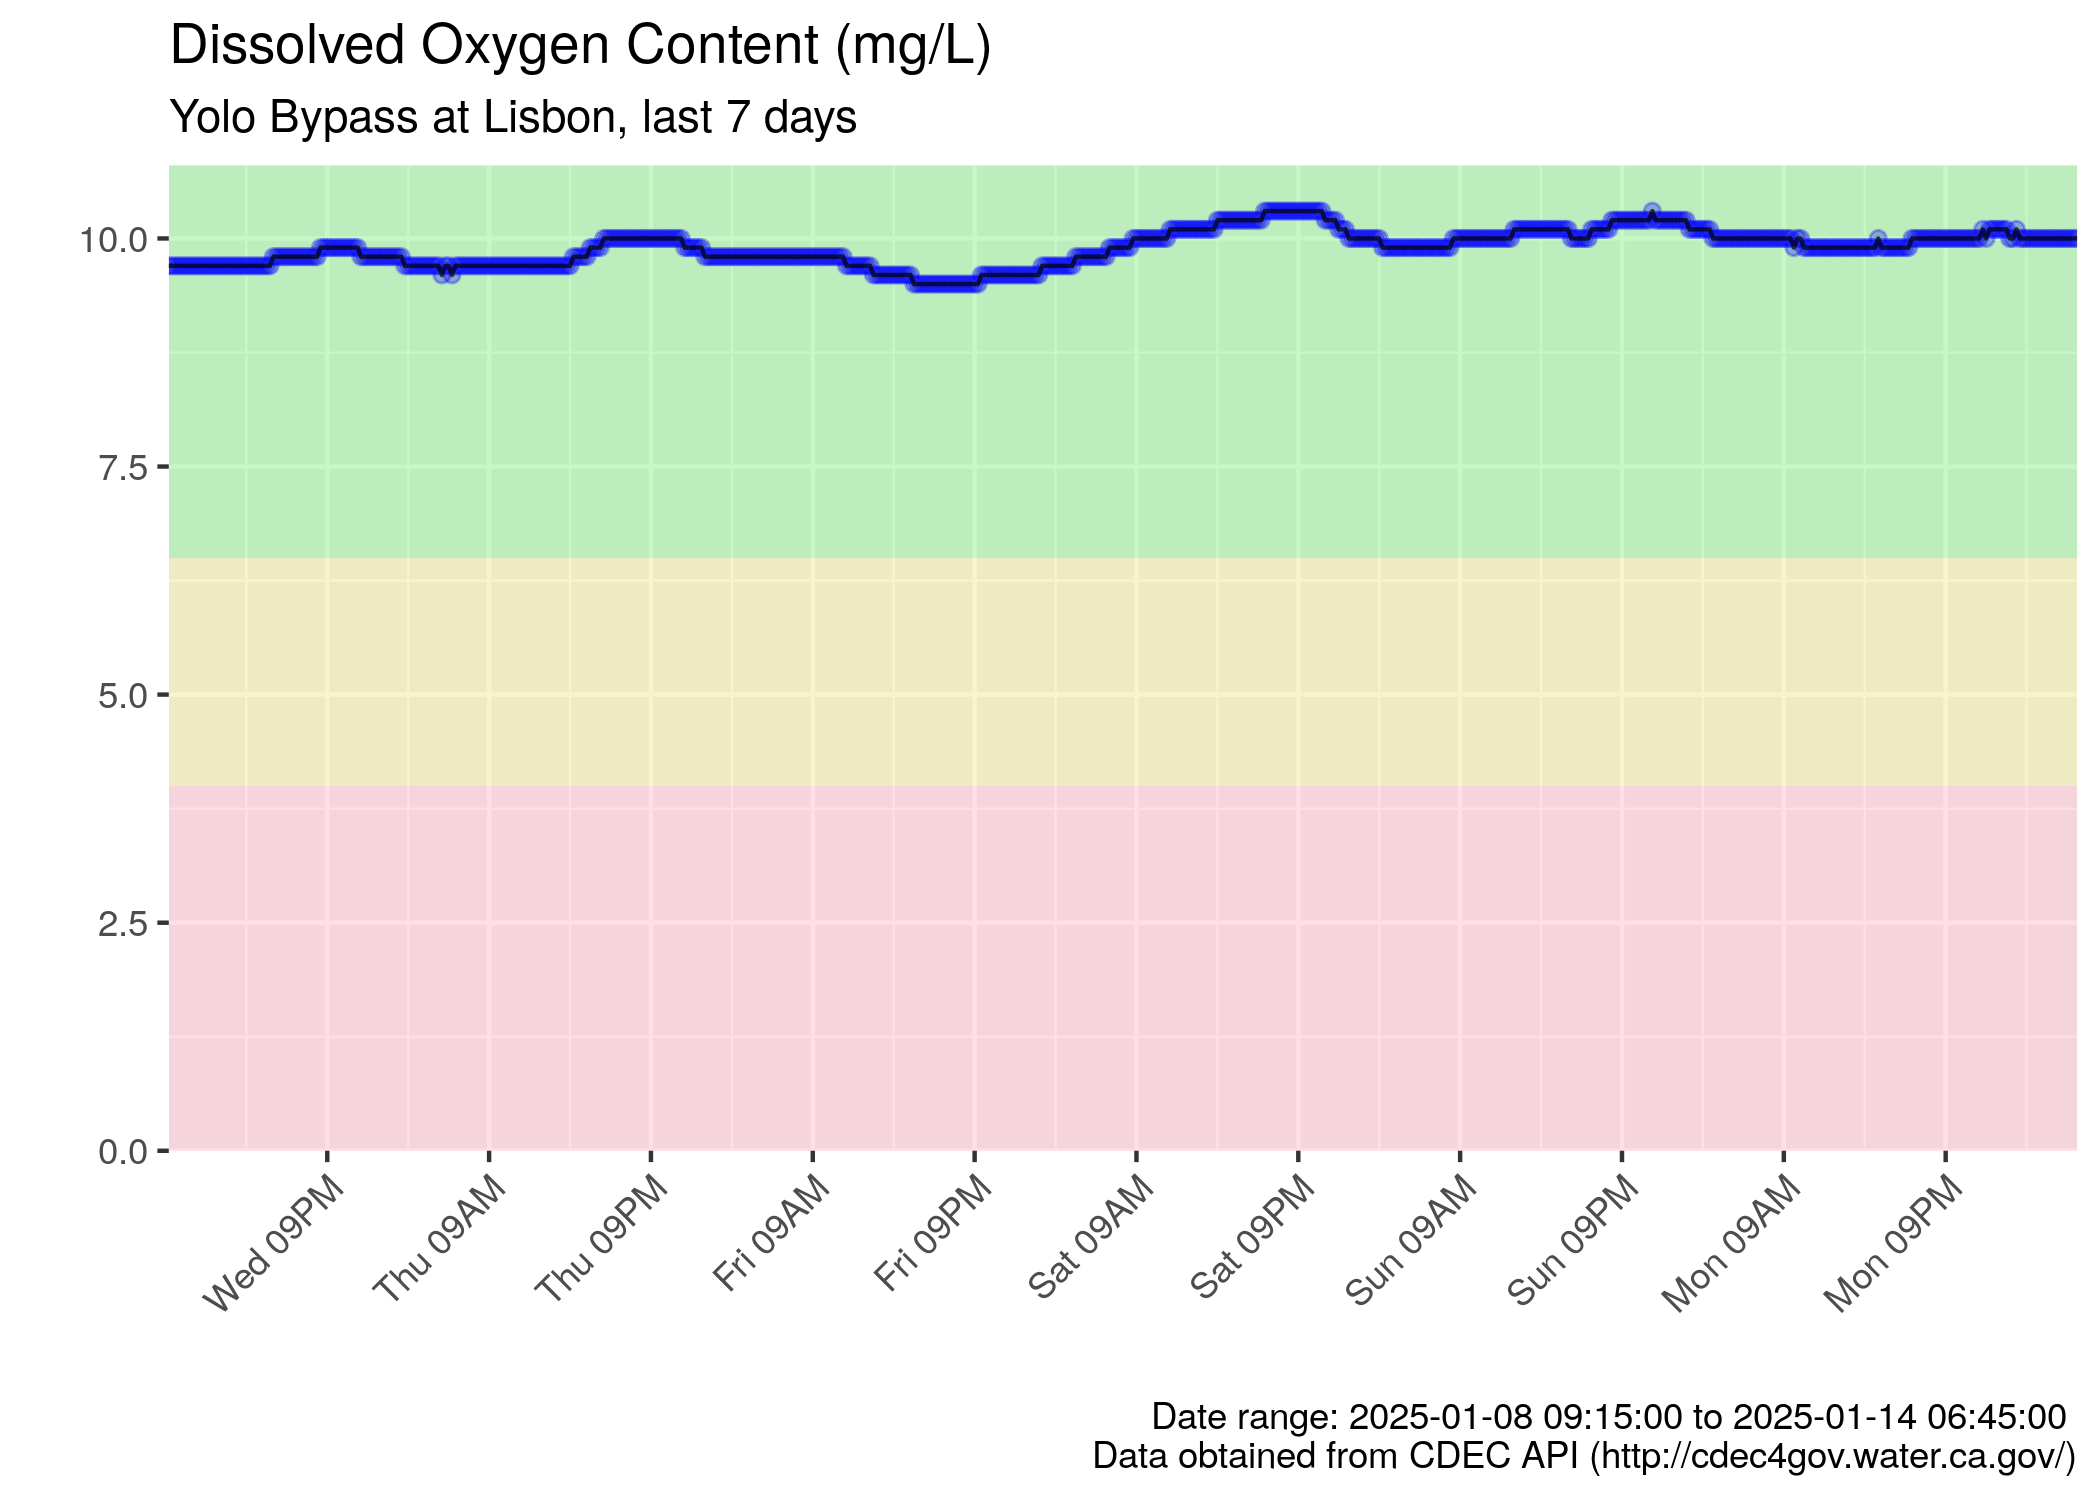 Dissolved Oxygen Content (mg/L)
Yolo Bypass at Lisbon, last 7 days
10.0
7.5
5.0
2.5
0.0
Wed 09PM
Thu 09AM
Thu 09PM
Fri 09AM
Fri 09PM
Sat 09AM
Sat 09PM
Sun 09AM
Sun 09PM
Mon 09AM
Mon 09PM
Date range: 2025-01-08 09:15:00 to 2025-01-14 06:45:00
Data obtained from CDEC API (http://cdec4gov.water.ca.gov/)